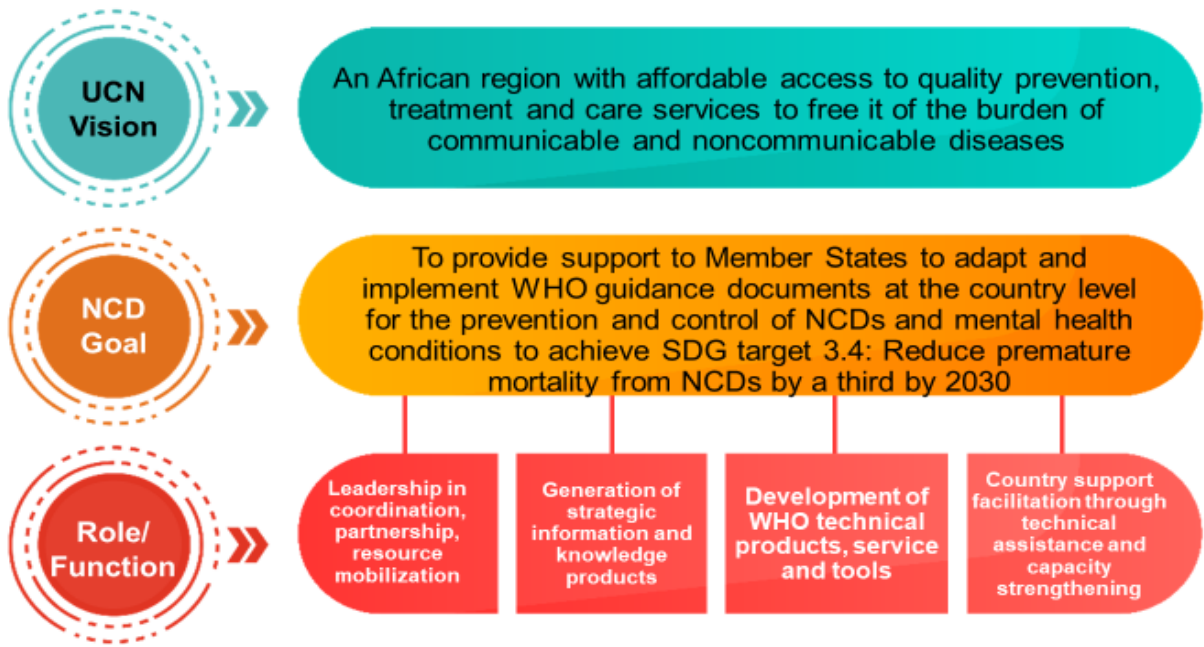 UCN
Vision
An African region with affordable access to quality prevention,
treatment and care services to free it of the burden of
communicable and noncommunicable diseases
NCD
Goal
To provide support to Member States to adapt and
implement WHO guidance documents at the country level
for the prevention and control of NCDs and mental health
conditions to achieve SDG target 3.4: Reduce premature
mortality from NCDs by a third by 2030
Role/
Function
Leadership in
coordination,
partnership,
resource
mobilization
Generation of
strategic
information and
knowledge
products
Development of
WHO technical
products, service
and tools
Country support
facilitation through
technical
assistance and
capacity
strengthening